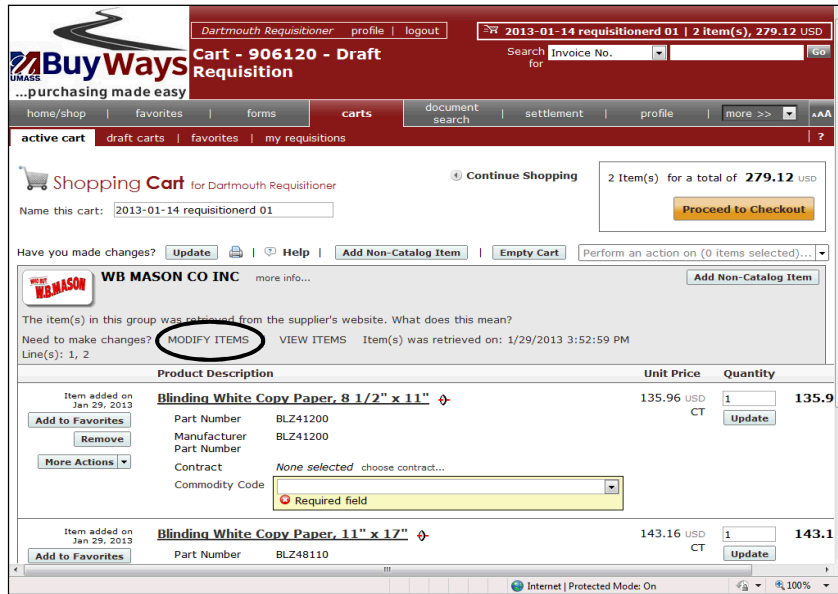 Dartmouth Requisitioner profile | logout 2013-01-14 requisitionerd 01 | 2 item(s), 279.12 USD
UMASS BuyWays
...purchasing made easy
Cart - 906120 - Draft Requisition
Search for Invoice No. Go
home/shop | favorites | forms carts document search | settlement | profile | more >> AAA
active cart draft carts | favorites | my requisitions | ?
Shopping Cart for Dartmouth Requisitioner
Continue Shopping
2 Item(s) for a total of 279.12 USD
Name this cart: 2013-01-14 requisitionerd 01
Proceed to Checkout
Have you made changes? Update | ? Help | Add Non-Catalog Item | Empty Cart Perform an action on (0 items selected)...
WHO BUT W.B. MASON WB MASON CO INC more info... Add Non-Catalog Item
The item(s) in this group was retrieved from the supplier's website. What does this mean?
Need to make changes? MODIFY ITEMS VIEW ITEMS Item(s) was retrieved on: 1/29/2013 3:52:59 PM
Line(s): 1, 2
Product Description Unit Price Quantity
Item added on Jan 29, 2013 Blinding White Copy Paper, 8 1/2" x 11" 135.96 USD 1 135.9
CT Update
Add to Favorites Part Number BLZ41200
Remove Manufacturer Part Number BLZ41200
More Actions Contract None selected choose contract...
Commodity Code
Required field
Item added on Jan 29, 2013 Blinding White Copy Paper, 11" x 17" 143.16 USD 1 143.1
CT Update
Add to Favorites Part Number BLZ48110
Internet | Protected Mode: On 100%